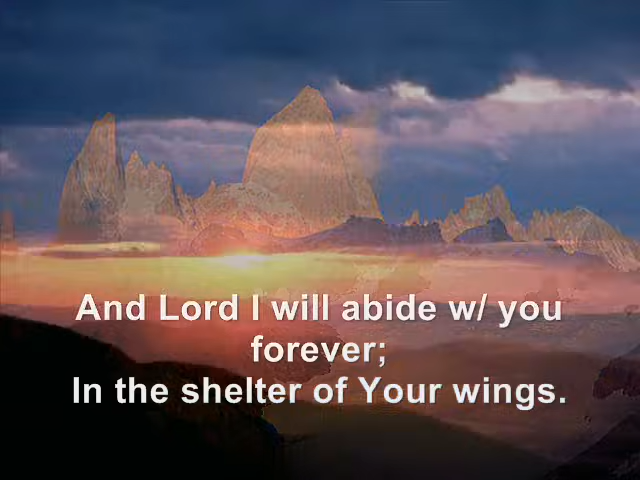 And Lord I will abide w/ you
forever;
In the shelter of Your wings.